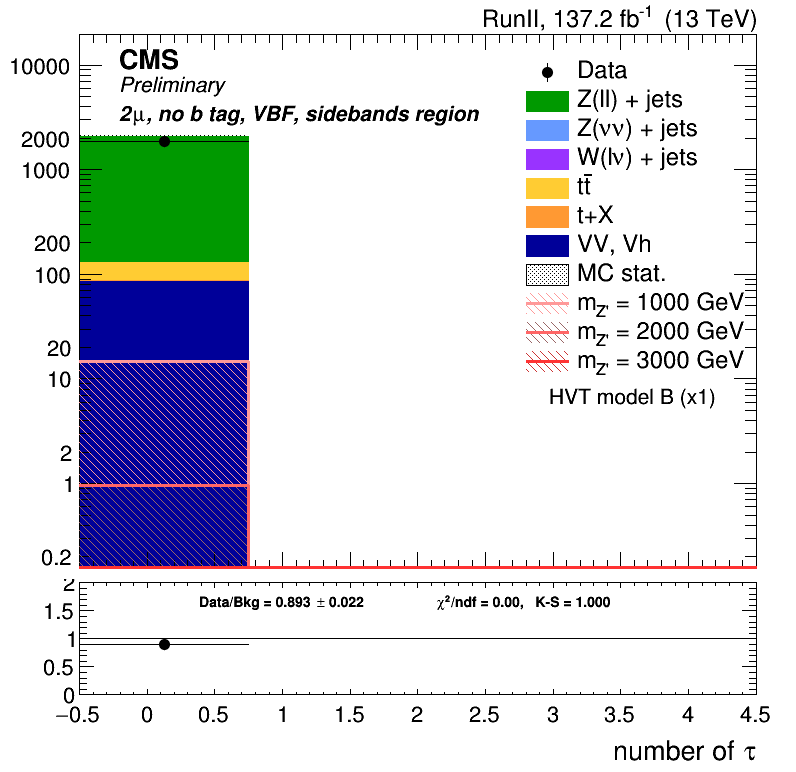 RunII, 137.2 fb⁻¹ (13 TeV)
CMS
Preliminary
2μ, no b tag, VBF, sidebands region
Data
Z(ll) + jets
Z(νν) + jets
W(lν) + jets
tt̄
t+X
VV, Vh
MC stat.
m_Z' = 1000 GeV
m_Z' = 2000 GeV
m_Z' = 3000 GeV
HVT model B (x1)
10000
2000
1000
200
100
20
10
2
1
0.2
Data/Bkg = 0.893 ± 0.022
χ²/ndf = 0.00, K-S = 1.000
2
1.5
1
0.5
0
−0.5 0 0.5 1 1.5 2 2.5 3 3.5 4 4.5
number of τ